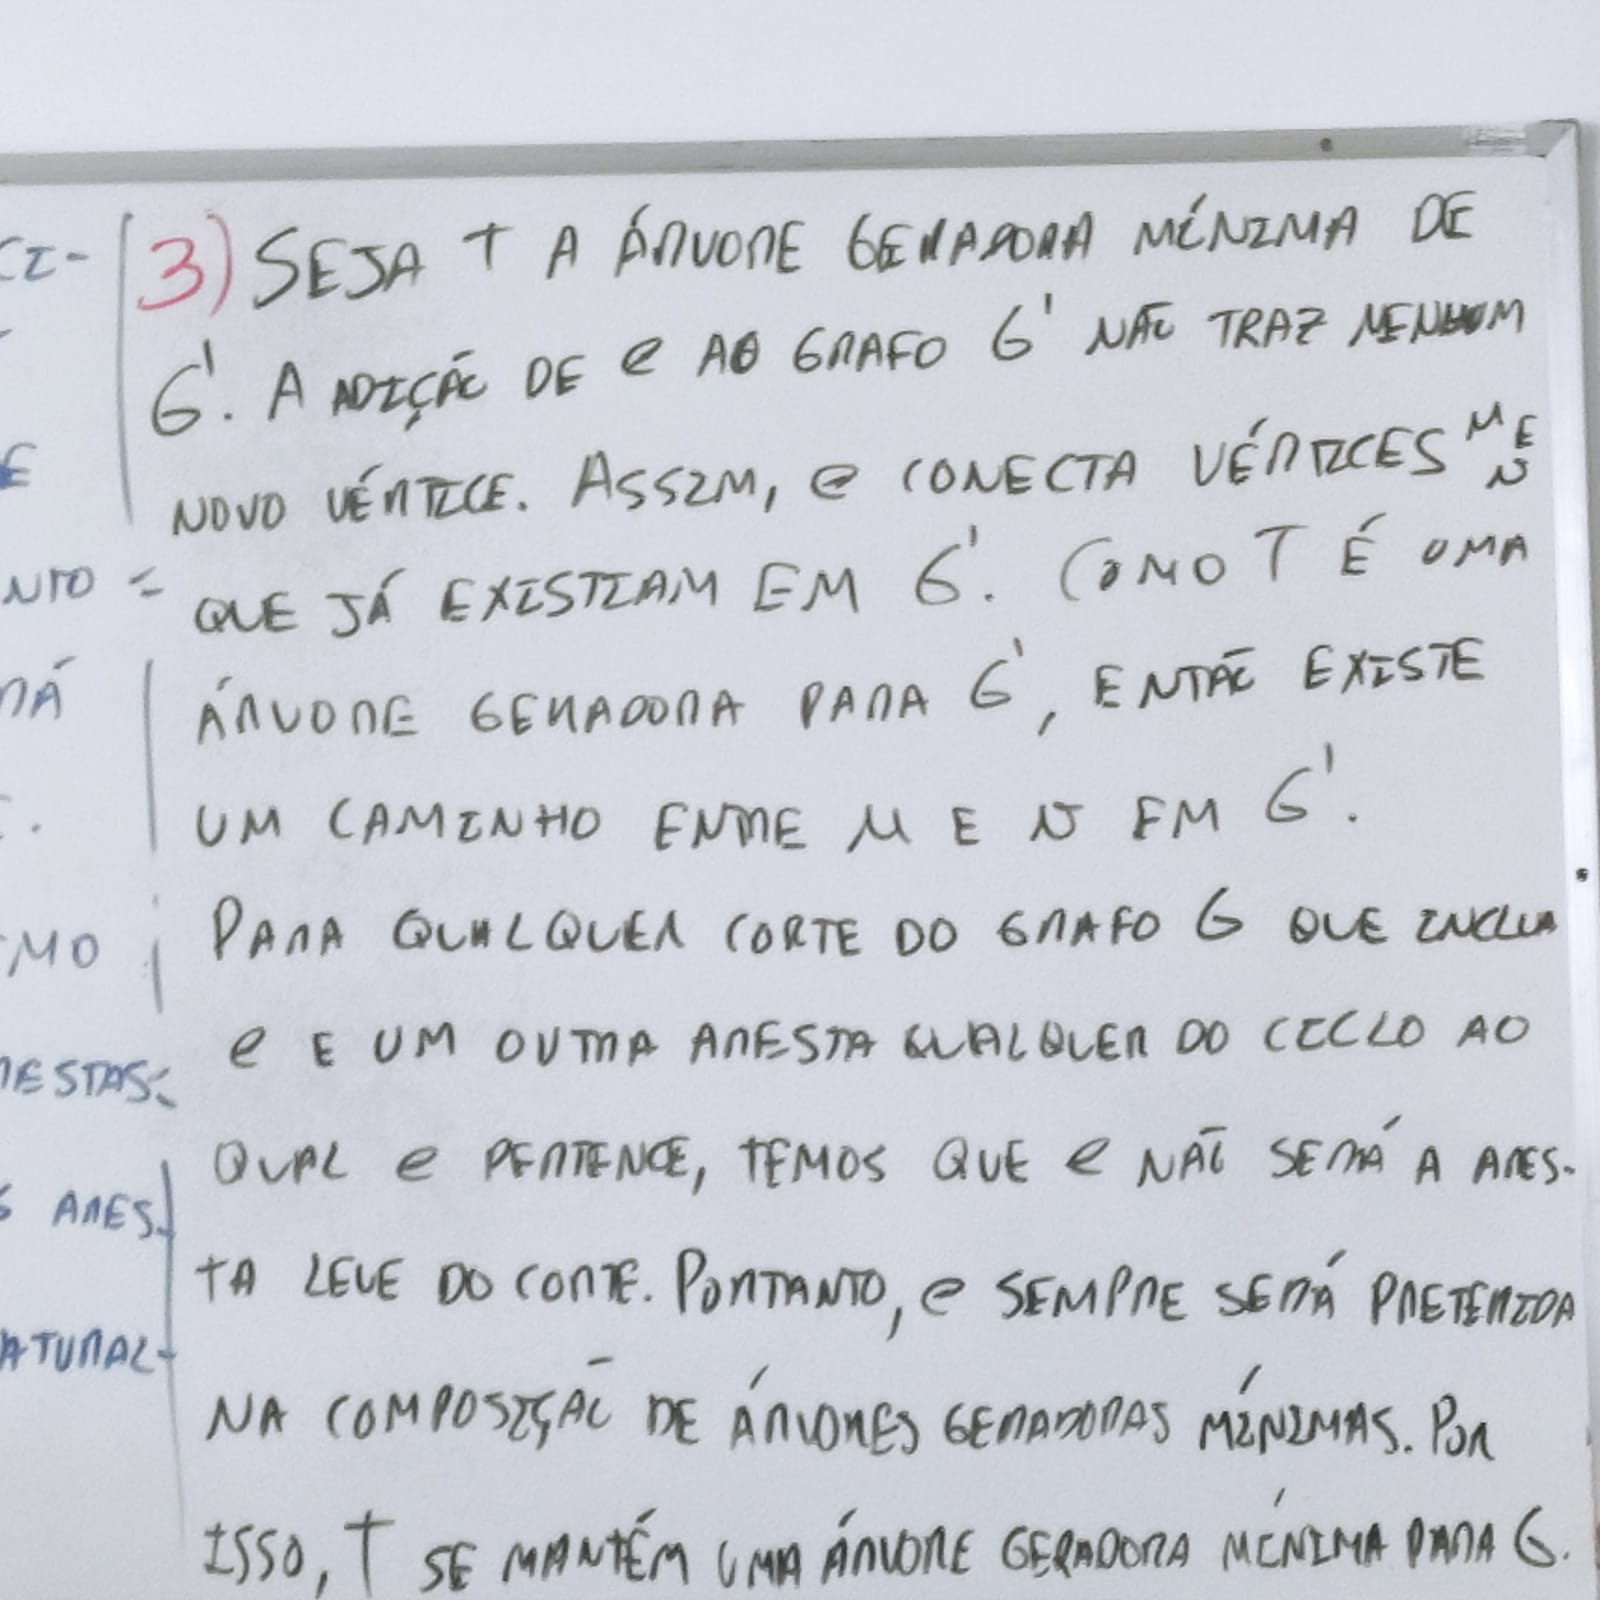 CI-
E
NTO =
RÁ
MO
RESTAS:
S ARES-
ATURAL-
3) SEJA T A ÁRVORE GERADORA MÍNIMA DE
G'. A ADIÇÃO DE e AO GRAFO G' NÃO TRAZ NENHUM
NOVO VÉRTICE. ASSIM, e CONECTA VÉRTICES u E v
QUE JÁ EXISTIAM EM G'. COMO T É UMA
ÁRVORE GERADORA PARA G', ENTÃO EXISTE
UM CAMINHO ENTRE u E v EM G'.
PARA QUALQUER CORTE DO GRAFO G QUE INCLUA
e E UM OUTRA ARESTA QUALQUER DO CICLO AO
QUAL e PERTENCE, TEMOS QUE e NÃO SERÁ A ARES-
TA LEVE DO CORTE. PORTANTO, e SEMPRE SERÁ PRETERIDA
NA COMPOSIÇÃO DE ÁRVORES GERADORAS MÍNIMAS. POR
ISSO, T SE MANTÉM UMA ÁRVORE GERADORA MÍNIMA PARA G.